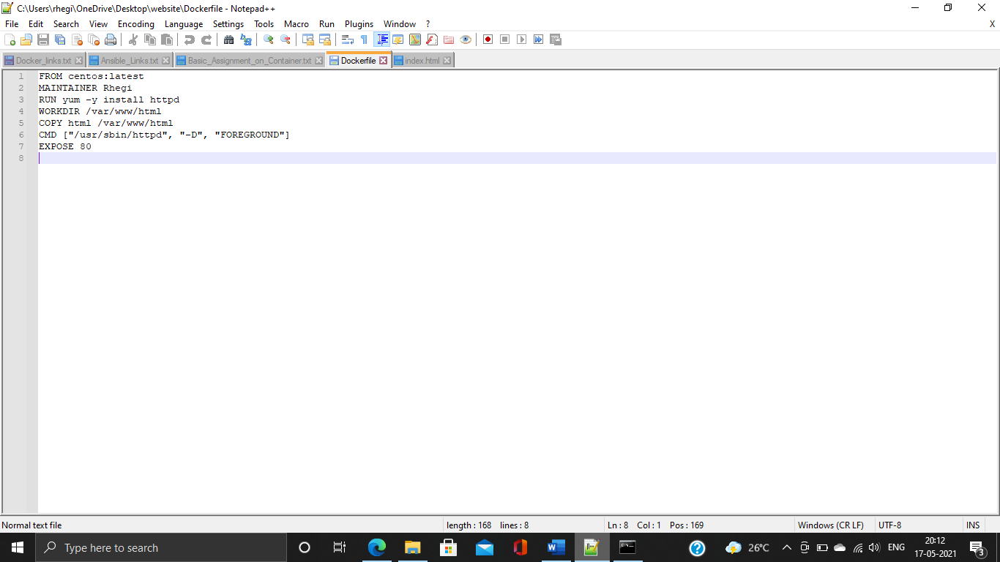 C:\Users\rhegi\OneDrive\Desktop\website\Dockerfile - Notepad++
File Edit Search View Encoding Language Settings Tools Macro Run Plugins Window ? X
Docker_links.txt Ansible_Links.txt Basic_Assignment_on_Container.txt Dockerfile index.html
1 FROM centos:latest
2 MAINTAINER Rhegi
3 RUN yum -y install httpd
4 WORKDIR /var/www/html
5 COPY html /var/www/html
6 CMD ["/usr/sbin/httpd", "-D", "FOREGROUND"]
7 EXPOSE 80
8
Normal text file length : 168 lines : 8 Ln : 8 Col : 1 Pos : 169 Windows (CR LF) UTF-8 INS
Type here to search 26°C ENG 20:12
17-05-2021 3